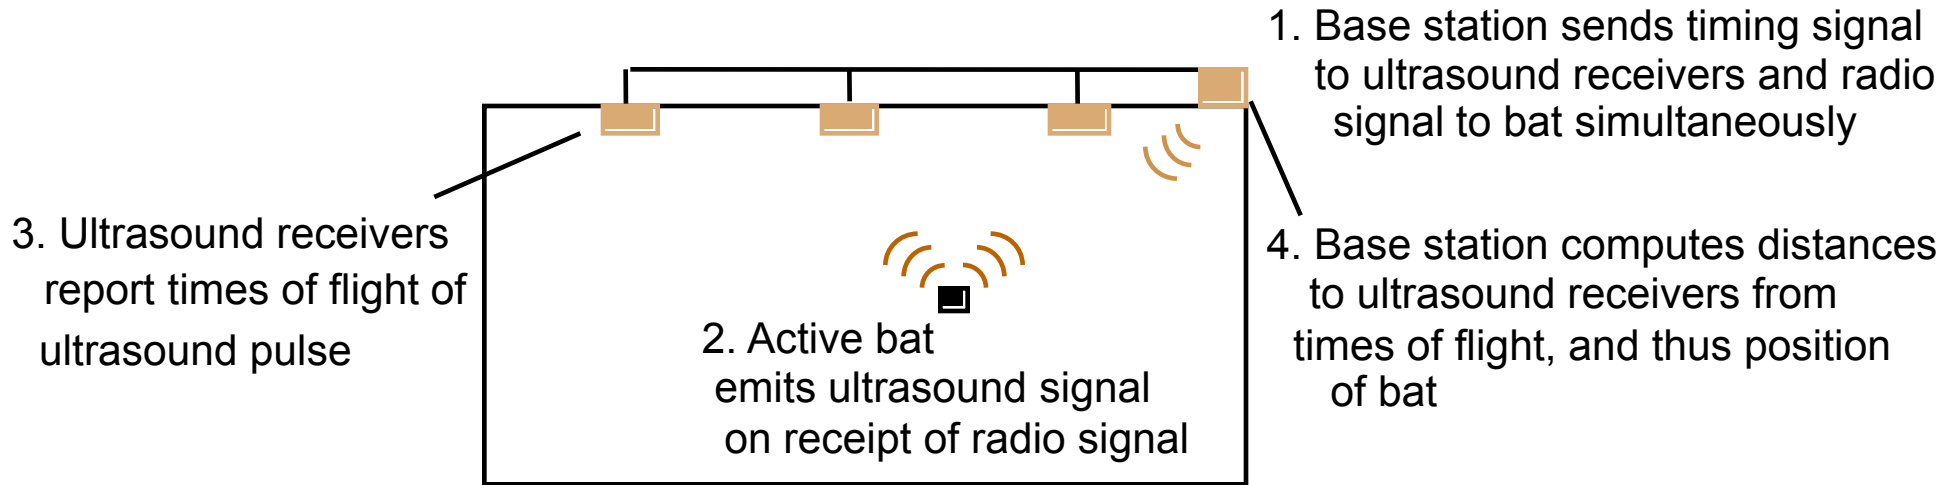 1. Base station sends timing signal
to ultrasound receivers and radio
signal to bat simultaneously
3. Ultrasound receivers
report times of flight of
ultrasound pulse
2. Active bat
emits ultrasound signal
on receipt of radio signal
4. Base station computes distances
to ultrasound receivers from
times of flight, and thus position
of bat